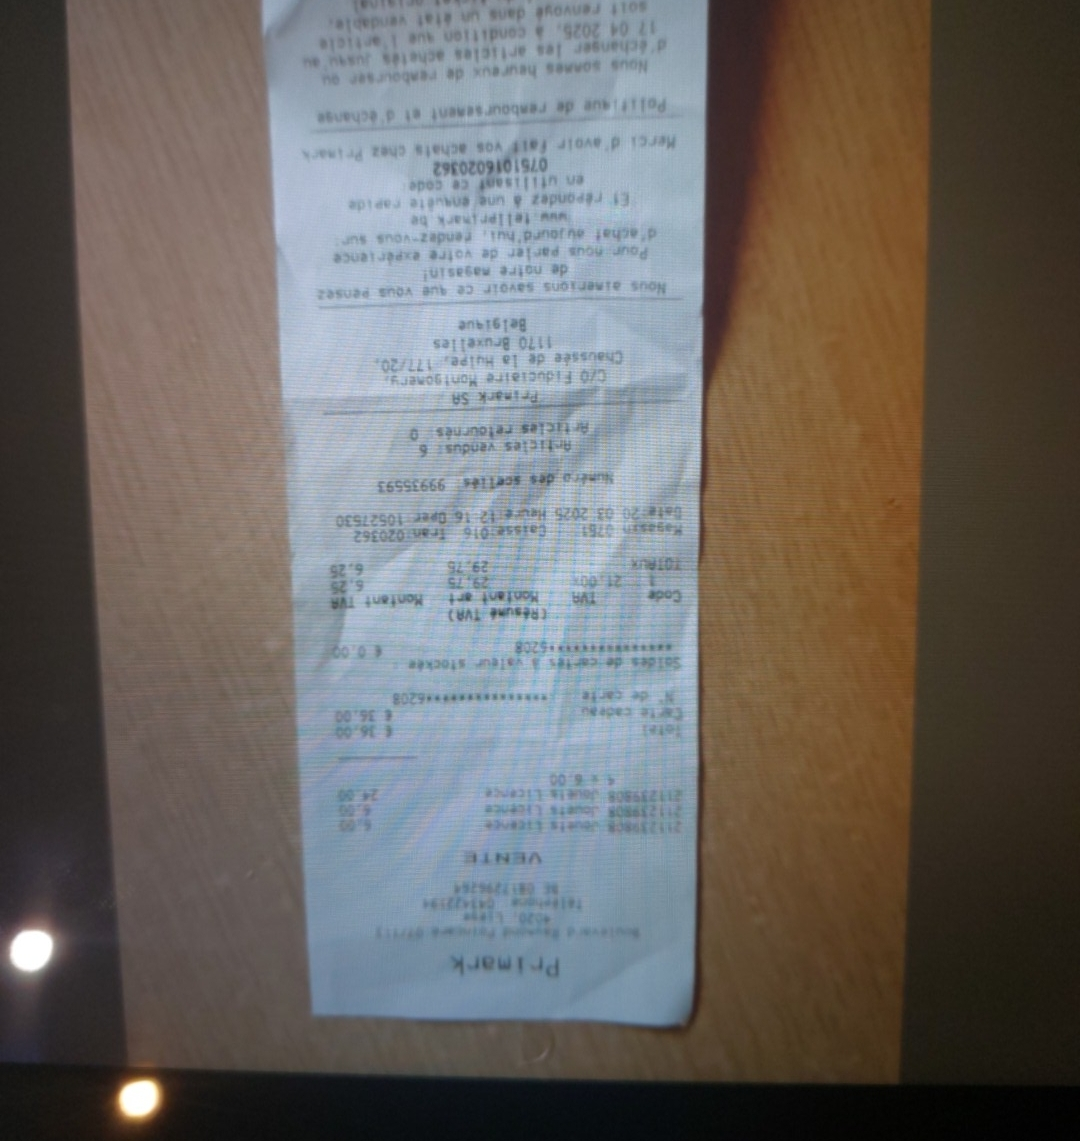 Primark
Boulevard Raymond Poincaré 07/113
4020, Liege
Téléphone: 043422194
BE 0817296264
VENTE
211239808 Jouets Licence 6,00
211239808 Jouets Licence 6,00
211239808 Jouets Licence 24,00
4 x 6,00
Total € 36,00
Carte cadeau € 36,00
N° de carte ***************6208
Soldes de cartes à valeur stockée :
***************6208 € 0,00
(Résumé TVA)
Code TVA Montant art Montant TVA
1 21,00% 29,75 6,25
TOTAUX 29,75 6,25
Magasin 0751 Caisse:016 Tran:020362
Date:20 03 2025 Heure:12 16 Oper 10527530
Numéro des scellés: 99935593
Articles vendus: 6
Articles retournés: 0
Primark SA
C/O Fiduciaire Montgomery,
Chaussée de la Hulpe, 177/20,
1170 Bruxelles
Belgique
Nous aimerions savoir ce que vous pensez
de notre magasin!
Pour nous parler de votre expérience
d'achat aujourd'hui, rendez-vous sur:
www.tellprimark.be
Et répondez à une enquête rapide
en utilisant ce code:
0751016020362
Merci d'avoir fait vos achats chez Primark
Politique de remboursement et d'échange
Nous sommes heureux de rembourser ou
d'échanger les articles achetés jusqu'au
17 04 2025, à condition que l'article
soit renvoyé dans un état vendable,